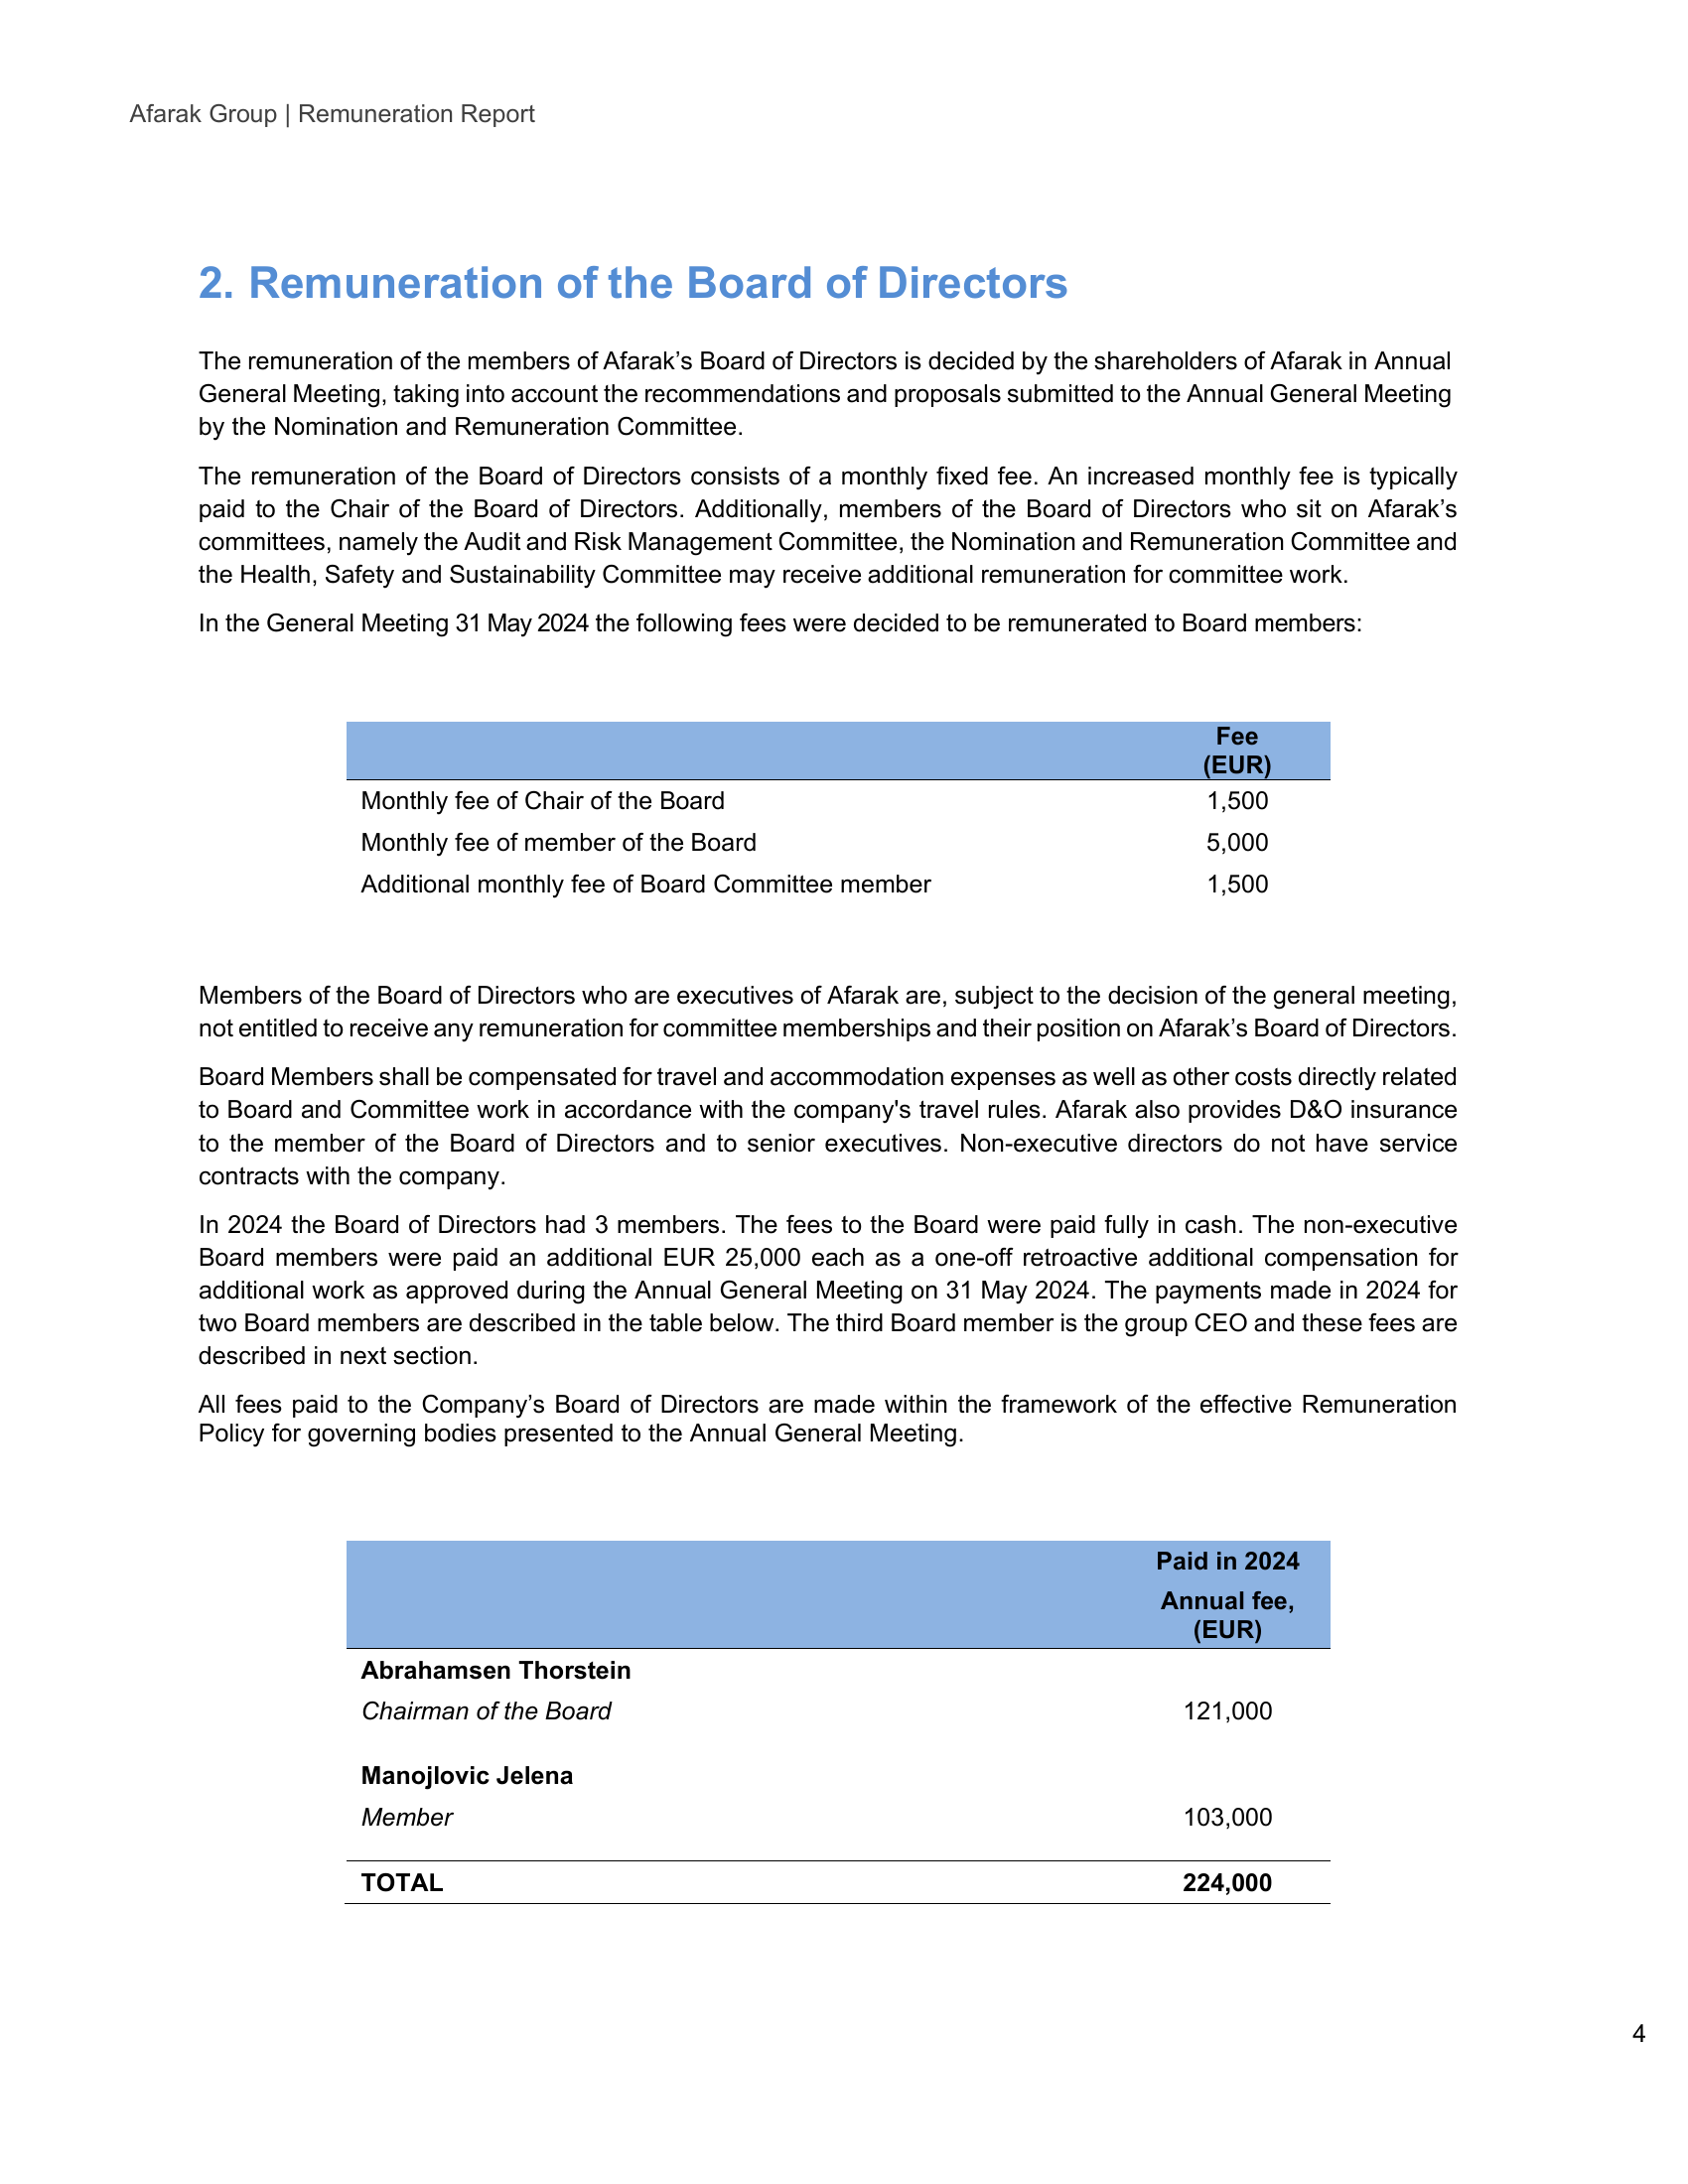 Afarak Group | Remuneration Report
2. Remuneration of the Board of Directors
The remuneration of the members of Afarak’s Board of Directors is decided by the shareholders of Afarak in Annual
General Meeting, taking into account the recommendations and proposals submitted to the Annual General Meeting
by the Nomination and Remuneration Committee.
The remuneration of the Board of Directors consists of a monthly fixed fee. An increased monthly fee is typically
paid to the Chair of the Board of Directors. Additionally, members of the Board of Directors who sit on Afarak’s
committees, namely the Audit and Risk Management Committee, the Nomination and Remuneration Committee and
the Health, Safety and Sustainability Committee may receive additional remuneration for committee work.
In the General Meeting 31 May 2024 the following fees were decided to be remunerated to Board members:
Fee
(EUR)
Monthly fee of Chair of the Board 1,500
Monthly fee of member of the Board 5,000
Additional monthly fee of Board Committee member 1,500
Members of the Board of Directors who are executives of Afarak are, subject to the decision of the general meeting,
not entitled to receive any remuneration for committee memberships and their position on Afarak’s Board of Directors.
Board Members shall be compensated for travel and accommodation expenses as well as other costs directly related
to Board and Committee work in accordance with the company's travel rules. Afarak also provides D&O insurance
to the member of the Board of Directors and to senior executives. Non-executive directors do not have service
contracts with the company.
In 2024 the Board of Directors had 3 members. The fees to the Board were paid fully in cash. The non-executive
Board members were paid an additional EUR 25,000 each as a one-off retroactive additional compensation for
additional work as approved during the Annual General Meeting on 31 May 2024. The payments made in 2024 for
two Board members are described in the table below. The third Board member is the group CEO and these fees are
described in next section.
All fees paid to the Company’s Board of Directors are made within the framework of the effective Remuneration
Policy for governing bodies presented to the Annual General Meeting.
Paid in 2024
Annual fee,
(EUR)
Abrahamsen Thorstein
Chairman of the Board 121,000
Manojlovic Jelena
Member 103,000
TOTAL 224,000
4